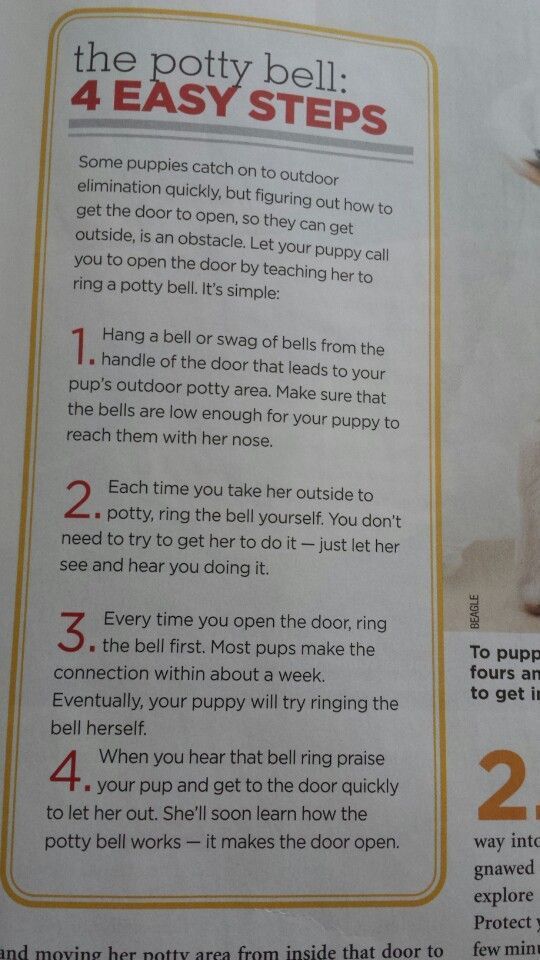 the potty bell:
4 EASY STEPS
Some puppies catch on to outdoor
elimination quickly, but figuring out how to
get the door to open, so they can get
outside, is an obstacle. Let your puppy call
you to open the door by teaching her to
ring a potty bell. It's simple:
1. Hang a bell or swag of bells from the
handle of the door that leads to your
pup's outdoor potty area. Make sure that
the bells are low enough for your puppy to
reach them with her nose.
2. Each time you take her outside to
potty, ring the bell yourself. You don't
need to try to get her to do it — just let her
see and hear you doing it.
3. Every time you open the door, ring
the bell first. Most pups make the
connection within about a week.
Eventually, your puppy will try ringing the
bell herself.
4. When you hear that bell ring praise
your pup and get to the door quickly
to let her out. She'll soon learn how the
potty bell works — it makes the door open.
and moving her potty area from inside that door to
BEAGLE
To pupp
fours an
to get in
2.
way into
gnawed
explore
Protect y
few minu